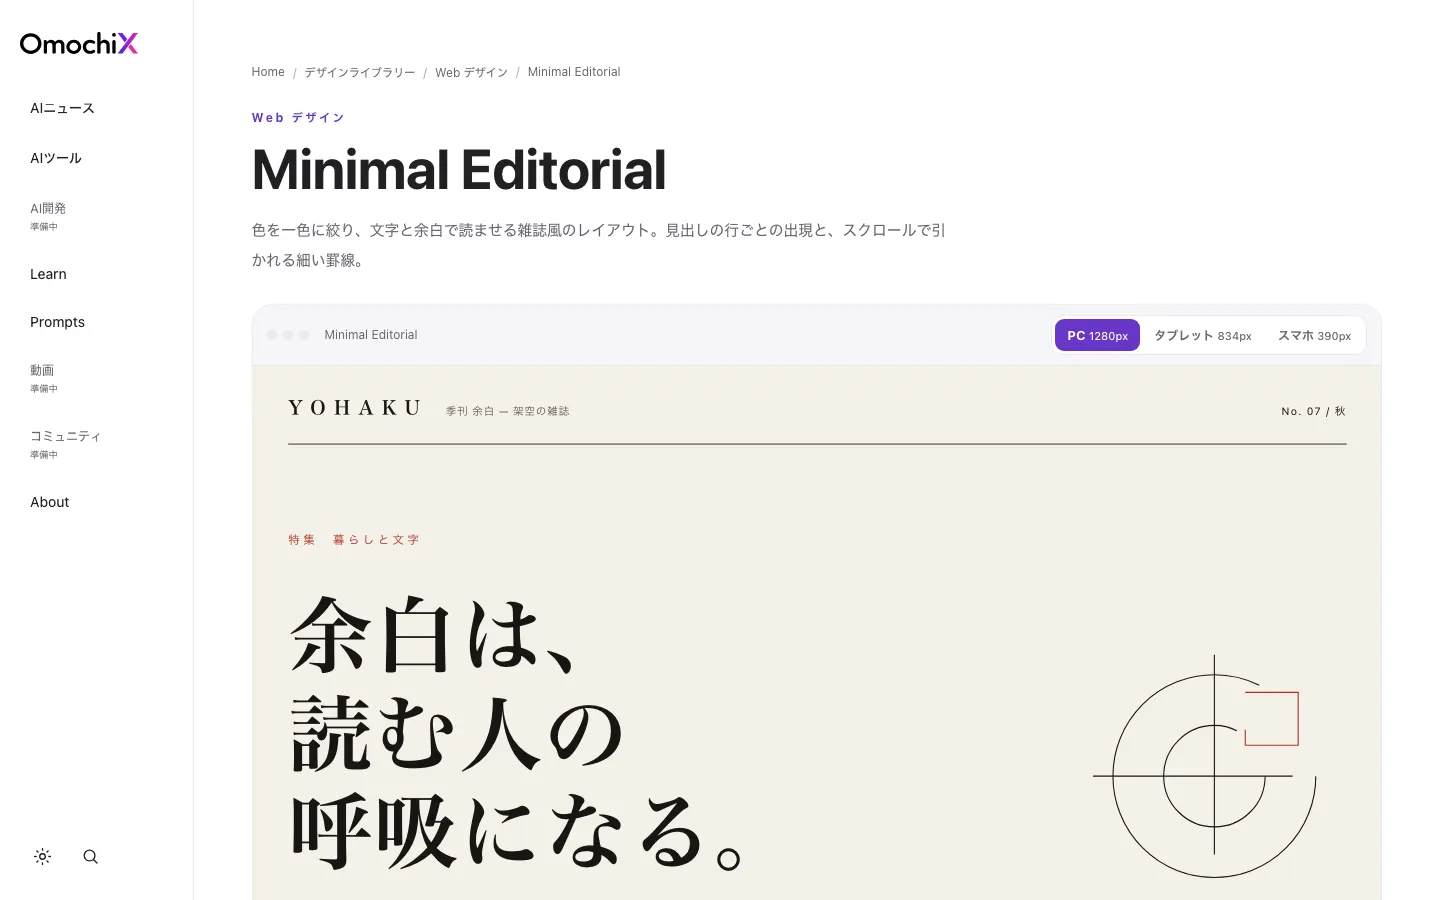 OmochiX
AIニュース
AIツール
AI開発
準備中
Learn
Prompts
動画
準備中
コミュニティ
準備中
About
Home / デザインライブラリー / Web デザイン / Minimal Editorial
Web デザイン
Minimal Editorial
色を一色に絞り、文字と余白で読ませる雑誌風のレイアウト。見出しの行ごとの出現と、スクロールで引
かれる細い罫線。
Minimal Editorial
PC 1280px タブレット 834px スマホ 390px
YOHAKU 季刊 余白 — 架空の雑誌 No. 07 / 秋
特集 暮らしと文字
余白は、
読む人の
呼吸になる。